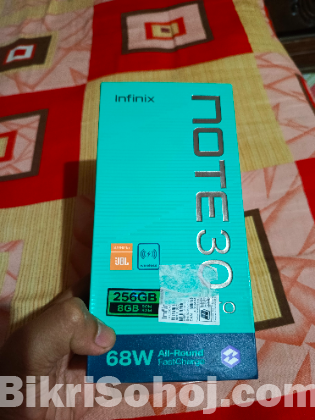 Infinix
NOTE 30
JBL
256GB
8GB
68W All-Round
FastCharge
BikriSohoj.com